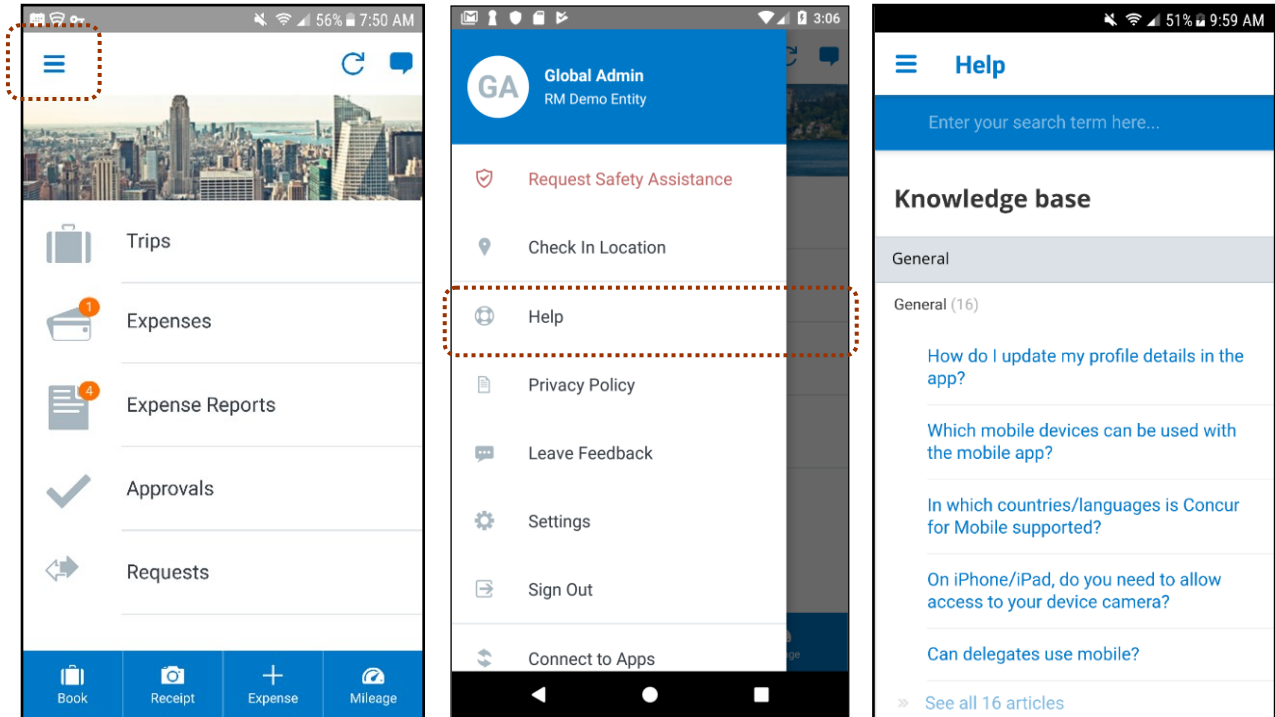 56% 7:50 AM
Trips
1
Expenses
4
Expense Reports
Approvals
Requests
Book
Receipt
Expense
Mileage
3:06
GA
Global Admin
RM Demo Entity
Request Safety Assistance
Check In Location
Help
Privacy Policy
Leave Feedback
Settings
Sign Out
Connect to Apps
ge
51% 9:59 AM
Help
Enter your search term here...
Knowledge base
General
General (16)
How do I update my profile details in the
app?
Which mobile devices can be used with
the mobile app?
In which countries/languages is Concur
for Mobile supported?
On iPhone/iPad, do you need to allow
access to your device camera?
Can delegates use mobile?
» See all 16 articles